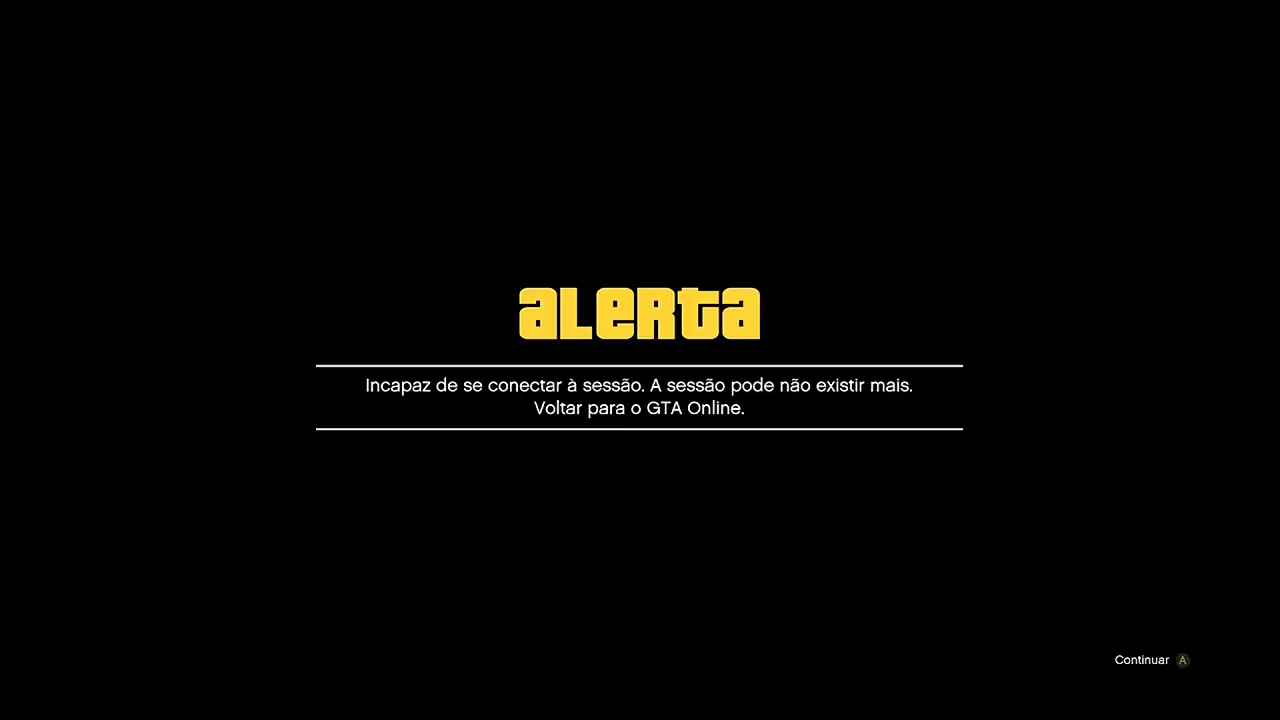 alerta
Incapaz de se conectar à sessão. A sessão pode não existir mais.
Voltar para o GTA Online.
Continuar A